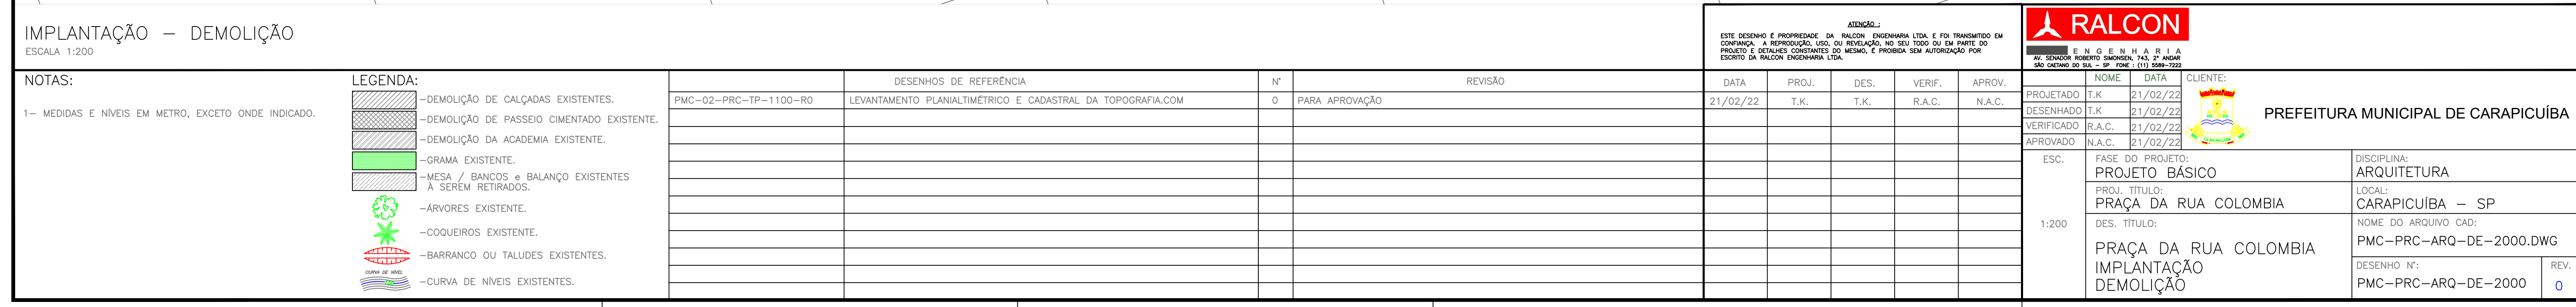 IMPLANTAÇÃO – DEMOLIÇÃO
ESCALA 1:200
NOTAS:
1– MEDIDAS E NÍVEIS EM METRO, EXCETO ONDE INDICADO.
LEGENDA:
–DEMOLIÇÃO DE CALÇADAS EXISTENTES.
–DEMOLIÇÃO DE PASSEIO CIMENTADO EXISTENTE.
–DEMOLIÇÃO DA ACADEMIA EXISTENTE.
–GRAMA EXISTENTE.
–MESA / BANCOS e BALANÇO EXISTENTES
À SEREM RETIRADOS.
–ÁRVORES EXISTENTE.
–COQUEIROS EXISTENTE.
–BARRANCO OU TALUDES EXISTENTES.
CURVA DE NÍVEL
–CURVA DE NÍVEIS EXISTENTES.
DESENHOS DE REFERÊNCIA N° REVISÃO DATA PROJ. DES. VERIF. APROV.
PMC–02–PRC–TP–1100–R0 LEVANTAMENTO PLANIALTIMÉTRICO E CADASTRAL DA TOPOGRAFIA.COM 0 PARA APROVAÇÃO 21/02/22 T.K. T.K. R.A.C. N.A.C.
ATENÇÃO :
ESTE DESENHO É PROPRIEDADE DA RALCON ENGENHARIA LTDA. E FOI TRANSMITIDO EM
CONFIANÇA. A REPRODUÇÃO, USO, OU REVELAÇÃO, NO SEU TODO OU EM PARTE DO
PROJETO E DETALHES CONSTANTES DO MESMO, É PROIBIDA SEM AUTORIZAÇÃO POR
ESCRITO DA RALCON ENGENHARIA LTDA.
RALCON
ENGENHARIA
AV. SENADOR ROBERTO SIMONSEN, 743, 2° ANDAR
SÃO CAETANO DO SUL – SP FONE : (11) 5589–7222
NOME DATA CLIENTE:
PROJETADO T.K 21/02/22
DESENHADO T.K 21/02/22
VERIFICADO R.A.C. 21/02/22
APROVADO N.A.C. 21/02/22
PREFEITURA MUNICIPAL DE CARAPICUÍBA
ESC.
1:200
FASE DO PROJETO:
PROJETO BÁSICO
DISCIPLINA:
ARQUITETURA
PROJ. TÍTULO:
PRAÇA DA RUA COLOMBIA
LOCAL:
CARAPICUÍBA – SP
DES. TÍTULO:
PRAÇA DA RUA COLOMBIA
IMPLANTAÇÃO
DEMOLIÇÃO
NOME DO ARQUIVO CAD:
PMC–PRC–ARQ–DE–2000.DWG
DESENHO N°:
PMC–PRC–ARQ–DE–2000
REV.
0